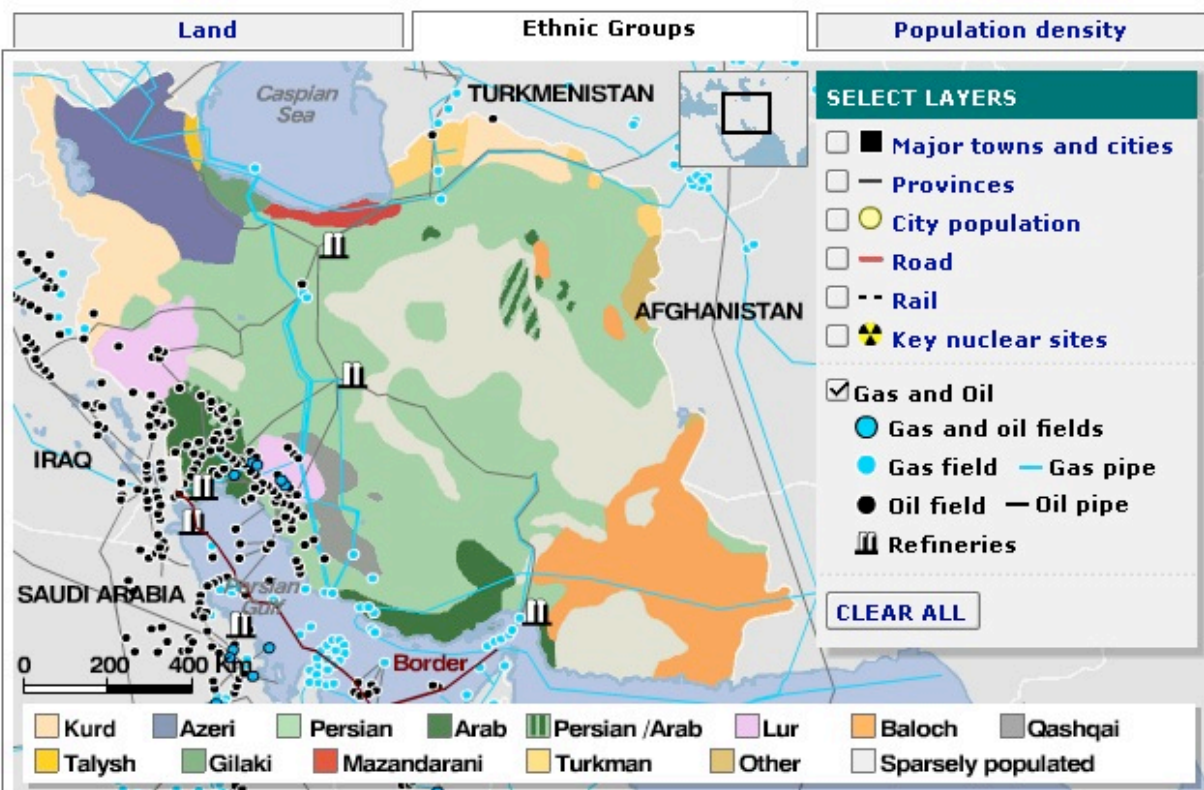 Land
Ethnic Groups
Population density
Caspian
Sea
TURKMENISTAN
AFGHANISTAN
IRAQ
SAUDI ARABIA
Persian
Gulf
Border
0 200 400 Km
SELECT LAYERS
Major towns and cities
Provinces
City population
Road
Rail
Key nuclear sites
Gas and Oil
Gas and oil fields
Gas field Gas pipe
Oil field Oil pipe
Refineries
CLEAR ALL
Kurd Azeri Persian Arab Persian /Arab Lur Baloch Qashqai
Talysh Gilaki Mazandarani Turkman Other Sparsely populated